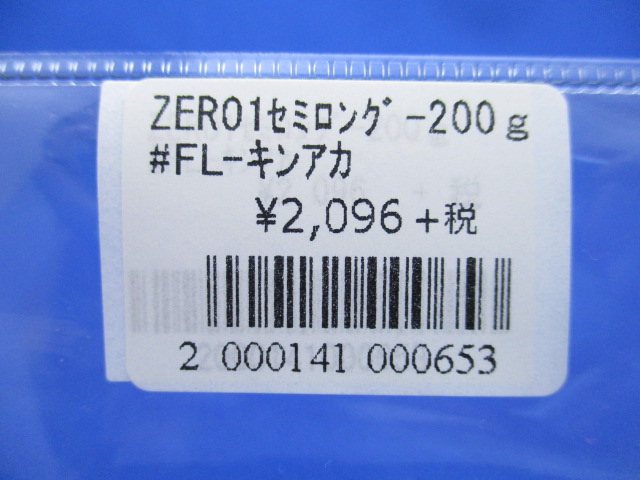 ZERO1ｾﾐﾛﾝｸﾞ-200ｇ
#FL-ｷﾝｱｶ
¥2,096 +税
2 000141 000653